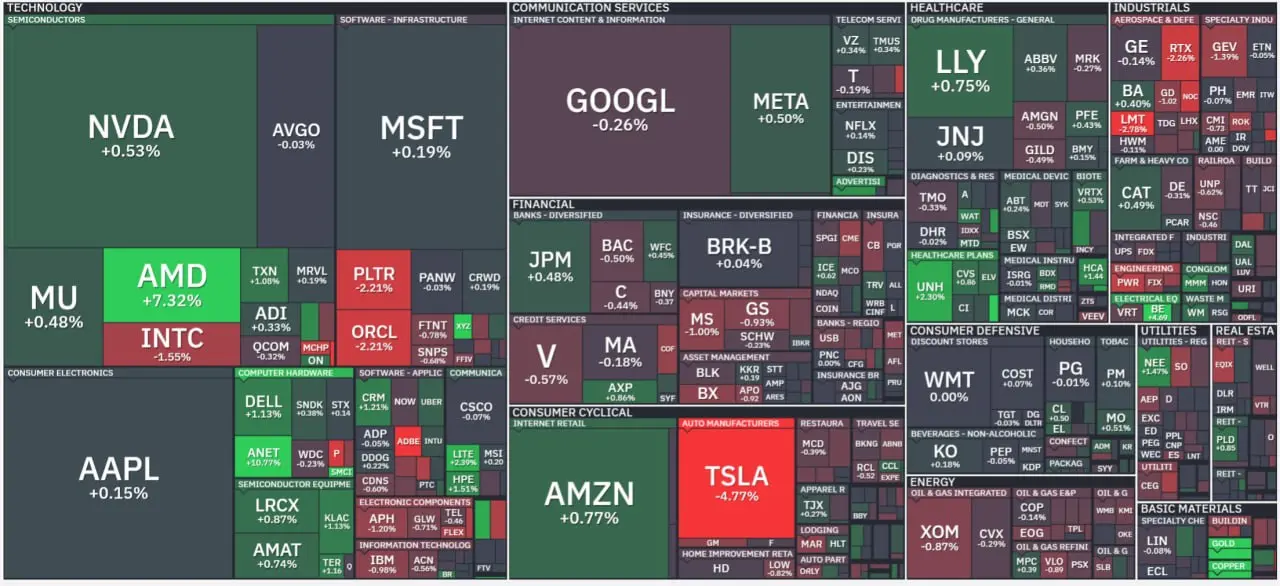 TECHNOLOGY
SEMICONDUCTORS
NVDA
+0.53%
AVGO
-0.03%
MU
+0.48%
AMD
+7.32%
INTC
-1.55%
TXN
+1.08%
MRVL
+0.19%
ADI
+0.33%
QCOM
-0.32%
MCHP
ON
SOFTWARE - INFRASTRUCTURE
MSFT
+0.19%
PLTR
-2.21%
ORCL
-2.21%
PANW
-0.03%
CRWD
+0.19%
FTNT
-0.78%
XYZ
SNPS
-0.68%
FFIV
CONSUMER ELECTRONICS
AAPL
+0.15%
COMPUTER HARDWARE
DELL
+1.13%
SNDK
+0.38%
STX
+0.14
ANET
+10.77%
WDC
-0.23%
P
SMCI
SEMICONDUCTOR EQUIPME
LRCX
+0.87%
KLAC
+1.13%
AMAT
+0.74%
TER
+1.16
Q
SOFTWARE - APPLIC
CRM
+1.21%
NOW
UBER
ADP
-0.05%
ADBE
INTU
DDOG
+0.22%
CDNS
-0.60%
PTC
COMMUNICA
CSCO
-0.07%
LITE
+2.39%
MSI
+0.20
HPE
+1.51%
ELECTRONIC COMPONENTS
APH
-1.20%
GLW
-0.71%
TEL
-0.46
FLEX
INFORMATION TECHNOLOG
IBM
-0.98%
ACN
-0.56%
BR
FTV
COMMUNICATION SERVICES
INTERNET CONTENT & INFORMATION
GOOGL
-0.26%
META
+0.50%
TELECOM SERVI
VZ
+0.34%
TMUS
+0.34%
T
-0.19%
ENTERTAINMEN
NFLX
+0.14%
DIS
+0.23%
ADVERTISI
FINANCIAL
BANKS - DIVERSIFIED
JPM
+0.48%
BAC
-0.50%
WFC
+0.45%
C
-0.44%
BNY
-0.37
CREDIT SERVICES
V
-0.57%
MA
-0.18%
COF
AXP
+0.86%
SYF
INSURANCE - DIVERSIFIED
BRK-B
+0.04%
CAPITAL MARKETS
MS
-1.00%
GS
-0.93%
SCHW
-0.23%
IBKR
ASSET MANAGEMENT
BLK
KKR
+0.19
STT
BX
APO
-0.92
AMP
ARES
FINANCIA
SPGI
CME
ICE
+0.62
MCO
NDAQ
COIN
BANKS - REGIO
USB
PNC
0.00%
CFG
INSURANCE BR
AJG
AON
INSURA
CB
PGR
TRV
ALL
WRB
CINF
L
MET
AFL
PRU
CONSUMER CYCLICAL
INTERNET RETAIL
AMZN
+0.77%
AUTO MANUFACTURERS
TSLA
-4.77%
GM
F
HOME IMPROVEMENT RETA
HD
LOW
-0.82%
RESTAURA
MCD
-0.39%
APPAREL R
TJX
+0.27%
LODGING
MAR
HLT
AUTO PART
ORLY
TRAVEL SE
BKNG
ABNB
RCL
-0.52
CCL
EXPE
BBY
HEALTHCARE
DRUG MANUFACTURERS - GENERAL
LLY
+0.75%
JNJ
+0.09%
ABBV
+0.36%
MRK
-0.27%
AMGN
-0.50%
PFE
+0.43%
GILD
-0.49%
BMY
+0.15%
DIAGNOSTICS & RES
TMO
-0.33%
A
WAT
DHR
-0.02%
IDXX
MTD
MEDICAL DEVIC
ABT
+0.24%
MDT
SYK
BSX
EW
BIOTE
VRTX
+0.53%
INCY
HEALTHCARE PLANS
UNH
+2.30%
CVS
+0.86
ELV
CI
MEDICAL INSTRU
ISRG
-0.01%
BDX
RMD
HCA
+1.44
MEDICAL DISTRI
MCK
COR
ZTS
VEEV
CONSUMER DEFENSIVE
DISCOUNT STORES
WMT
0.00%
COST
+0.07%
TGT
-0.03%
DG
DLTR
HOUSEHO
PG
-0.01%
CL
+0.50
EL
TOBAC
PM
+0.10%
MO
+0.51%
BEVERAGES - NON-ALCOHOLIC
KO
+0.18%
PEP
-0.05%
MNST
KDP
CONFECT
PACKAG
ADM
KR
SYY
ENERGY
OIL & GAS INTEGRATED
XOM
-0.87%
CVX
-0.29%
OIL & GAS E&P
COP
-0.14%
EOG
TPL
OIL & GAS REFINI
MPC
+0.39
VLO
-0.89
PSX
OIL & G
WMB
KMI
OKE
OIL & G
SLB
INDUSTRIALS
AEROSPACE & DEFE
GE
-0.14%
RTX
-2.26%
BA
+0.40%
GD
-1.02
NOC
LMT
-2.78%
TDG
LHX
HWM
-0.11%
SPECIALTY INDU
GEV
-1.39%
ETN
-0.05%
PH
-0.07%
EMR
ITW
CMI
-0.73
ROK
AME
0.00
IR
DOV
FARM & HEAVY CO
CAT
+0.49%
DE
-0.31%
PCAR
RAILROA
UNP
-0.62%
NSC
-0.46
BUILD
TT
JCI
INTEGRATED F
UPS
FDX
INDUSTRI
DAL
UAL
LUV
ENGINEERING
PWR
FIX
CONGLOM
MMM
HON
URI
ELECTRICAL EQ
VRT
BE
+4.69
WASTE M
WM
RSG
ODFL
UTILITIES
UTILITIES - REG
NEE
+1.47%
SO
AEP
D
EXC
ED
PEG
WEC
PPL
CNP
ES
LNT
UTILITI
CEG
REAL ESTA
REIT - S
EQIX
WELL
DLR
IRM
VTR
REIT -
PLD
+0.85
O
REIT -
BASIC MATERIALS
SPECIALTY CHE
LIN
-0.08%
ECL
BUILDIN
GOLD
COPPER